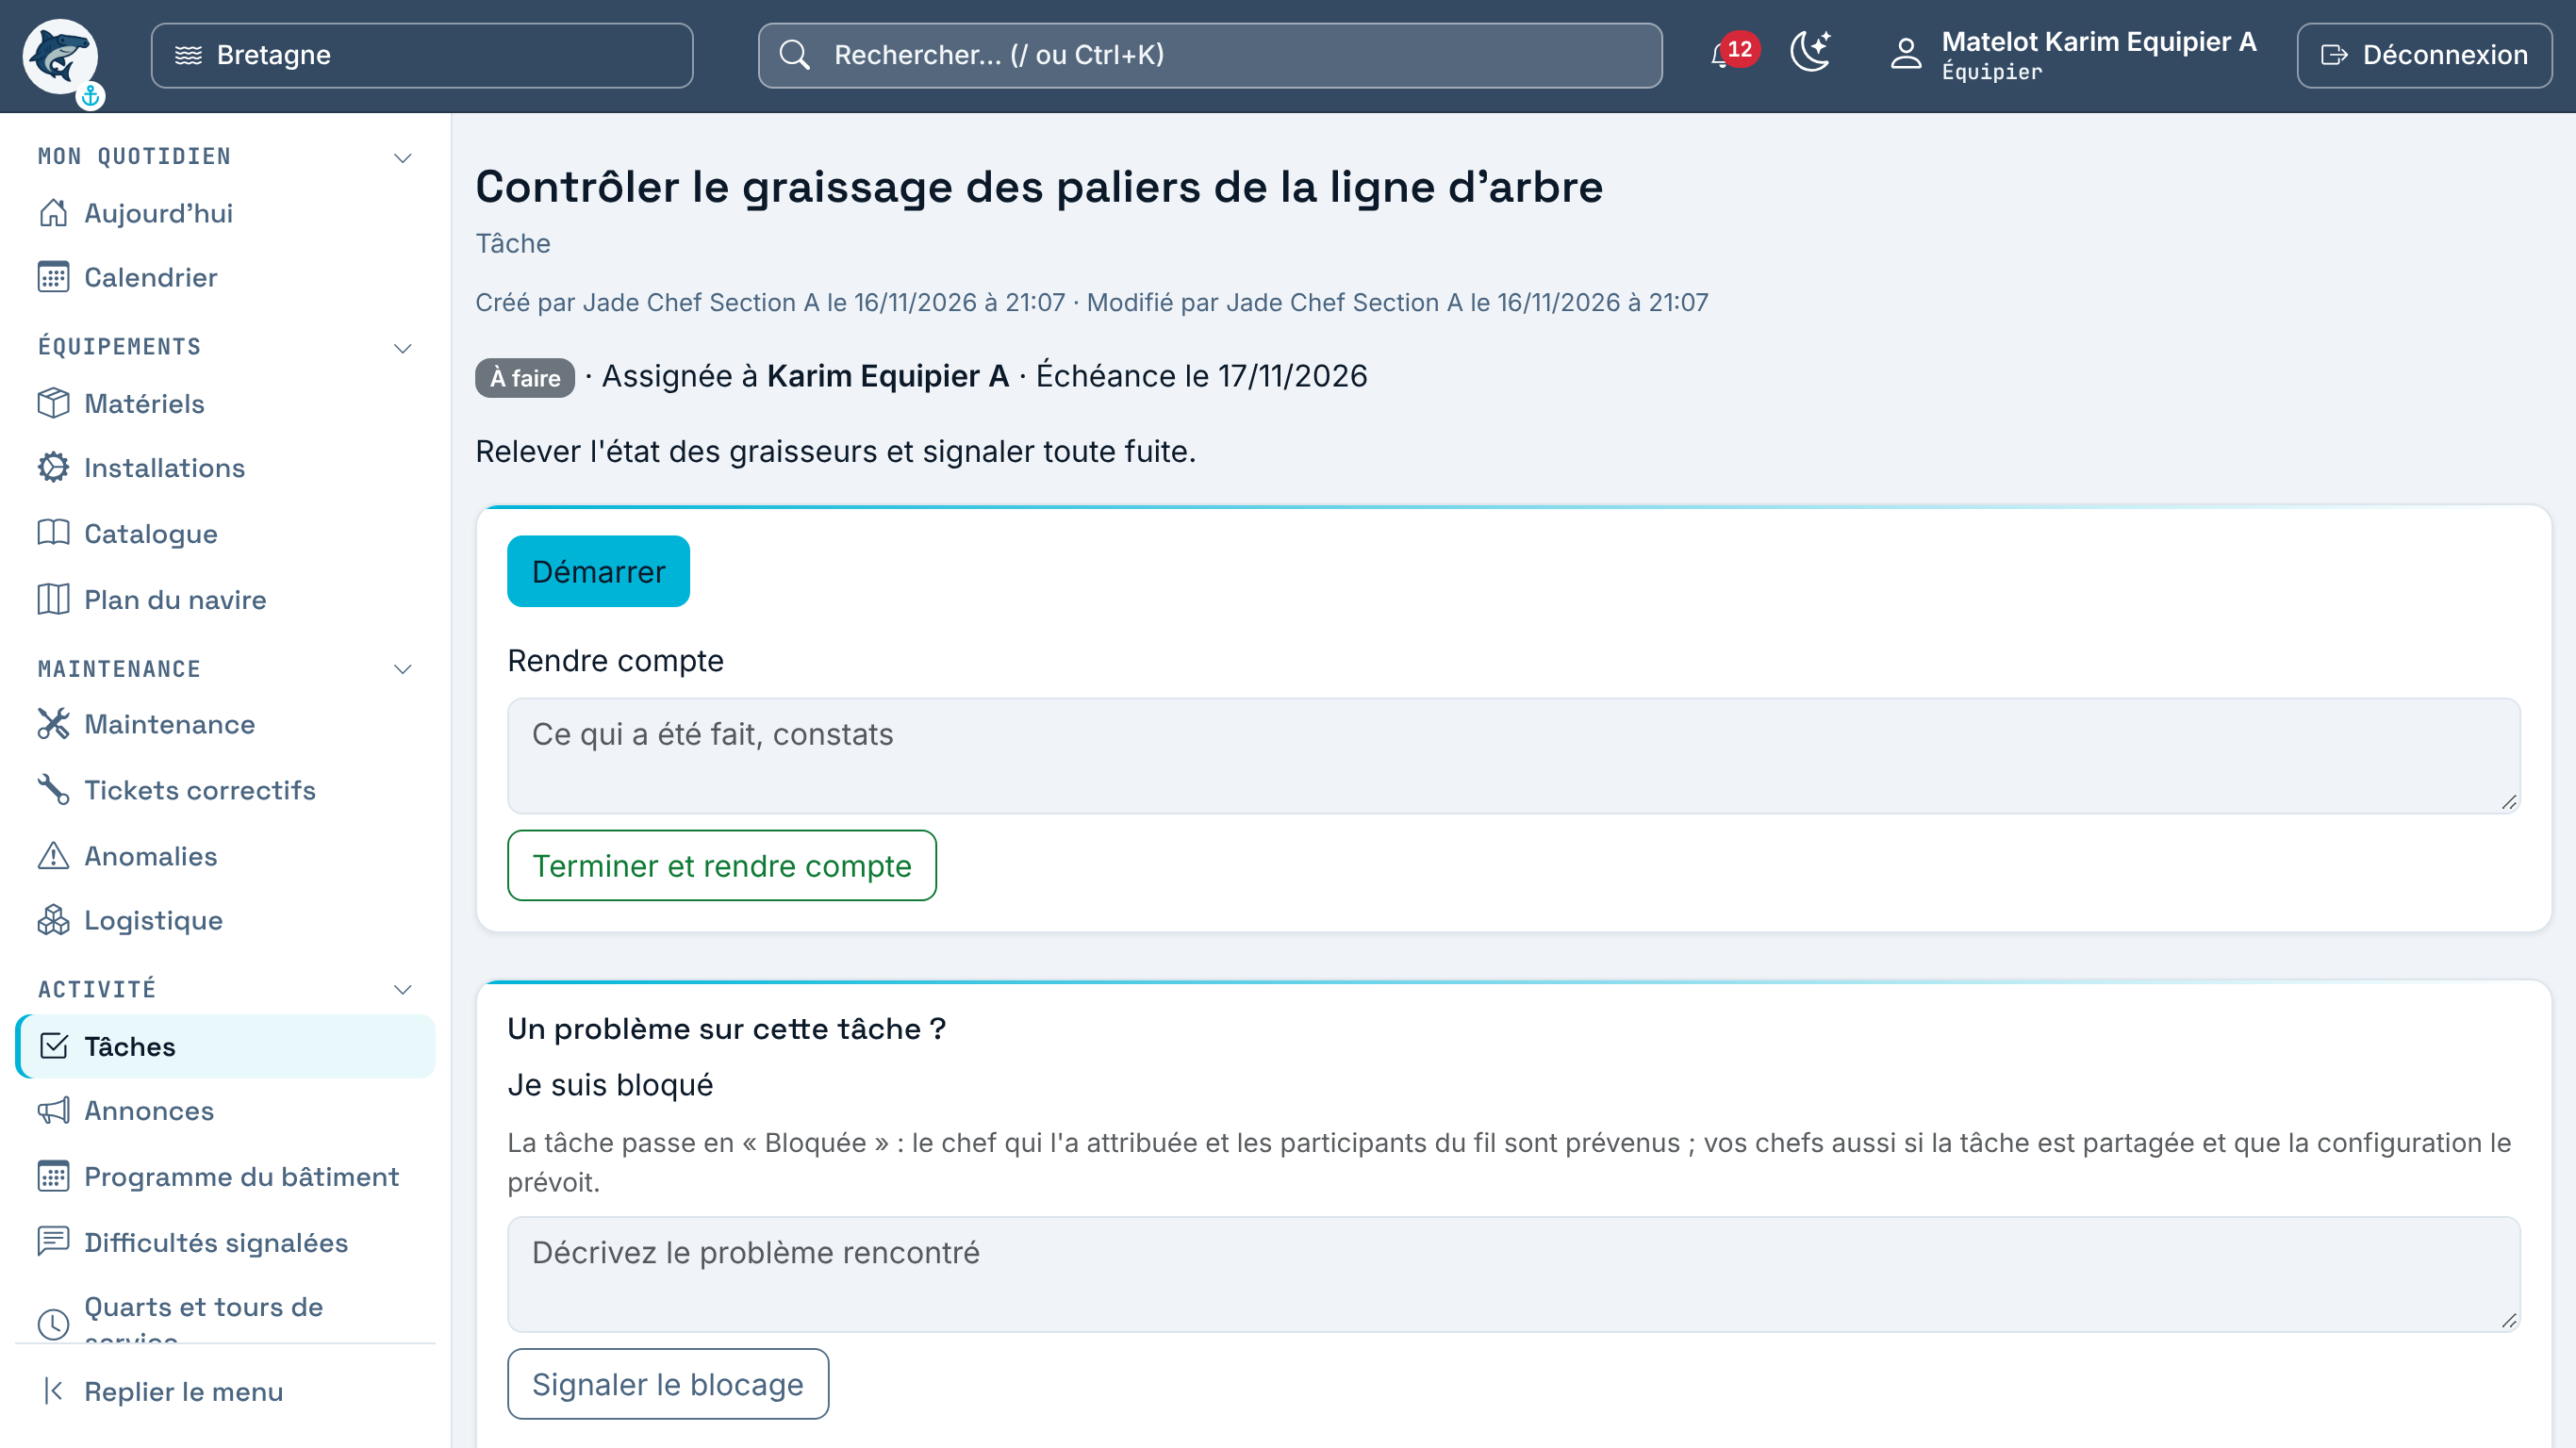 Bretagne
Rechercher... (/ ou Ctrl+K)
12
Matelot Karim Equipier A
Équipier
Déconnexion
MON QUOTIDIEN
Aujourd'hui
Calendrier
ÉQUIPEMENTS
Matériels
Installations
Catalogue
Plan du navire
MAINTENANCE
Maintenance
Tickets correctifs
Anomalies
Logistique
ACTIVITÉ
Tâches
Annonces
Programme du bâtiment
Difficultés signalées
Quarts et tours de
service
Replier le menu
Contrôler le graissage des paliers de la ligne d'arbre
Tâche
Créé par Jade Chef Section A le 16/11/2026 à 21:07 · Modifié par Jade Chef Section A le 16/11/2026 à 21:07
À faire · Assignée à Karim Equipier A · Échéance le 17/11/2026
Relever l'état des graisseurs et signaler toute fuite.
Démarrer
Rendre compte
Ce qui a été fait, constats
Terminer et rendre compte
Un problème sur cette tâche ?
Je suis bloqué
La tâche passe en « Bloquée » : le chef qui l'a attribuée et les participants du fil sont prévenus ; vos chefs aussi si la tâche est partagée et que la configuration le
prévoit.
Décrivez le problème rencontré
Signaler le blocage